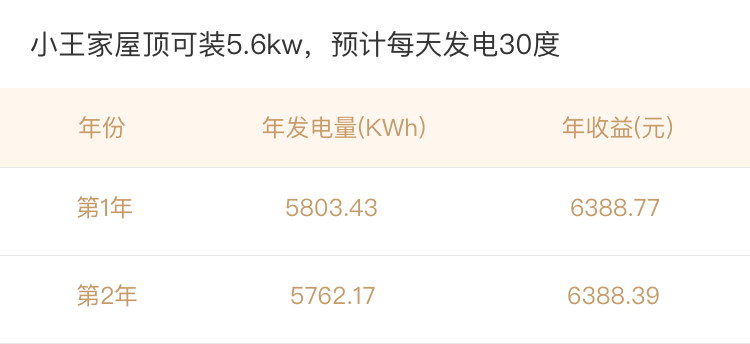 小王家屋顶可装5.6kw，预计每天发电30度
年份 年发电量(KWh) 年收益(元)
第1年 5803.43 6388.77
第2年 5762.17 6388.39